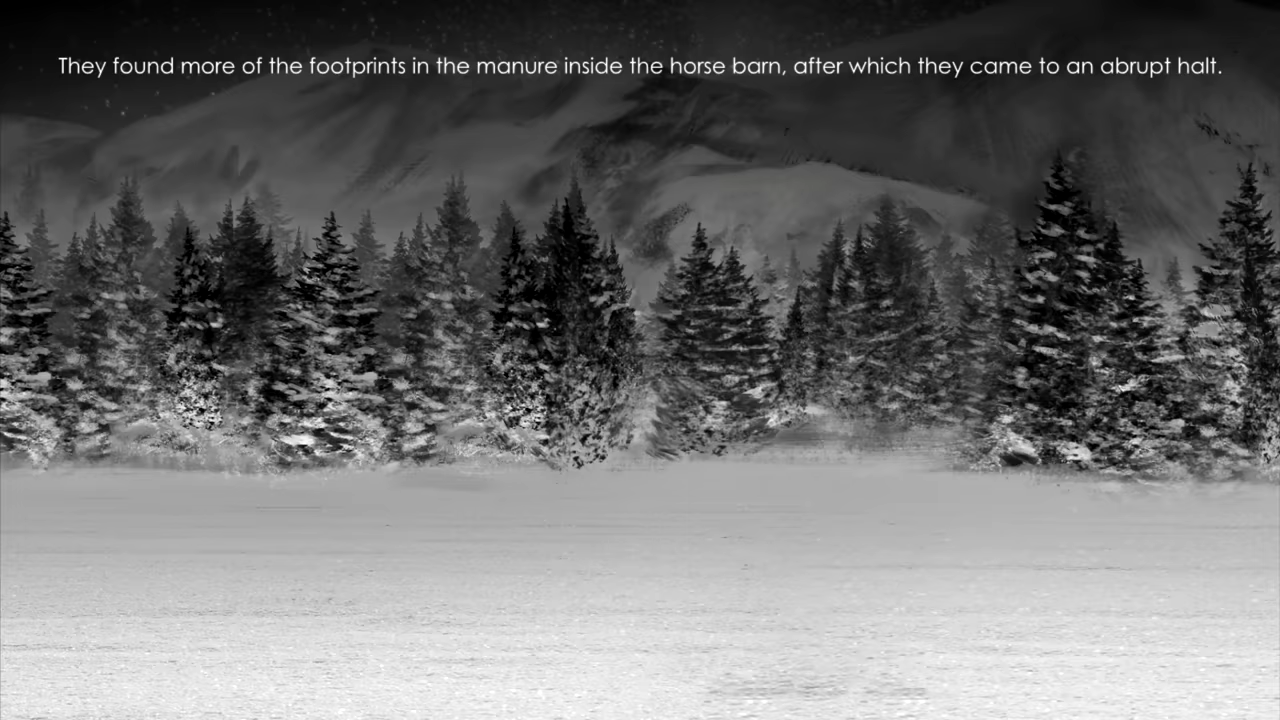 They found more of the footprints in the manure inside the horse barn, after which they came to an abrupt halt.